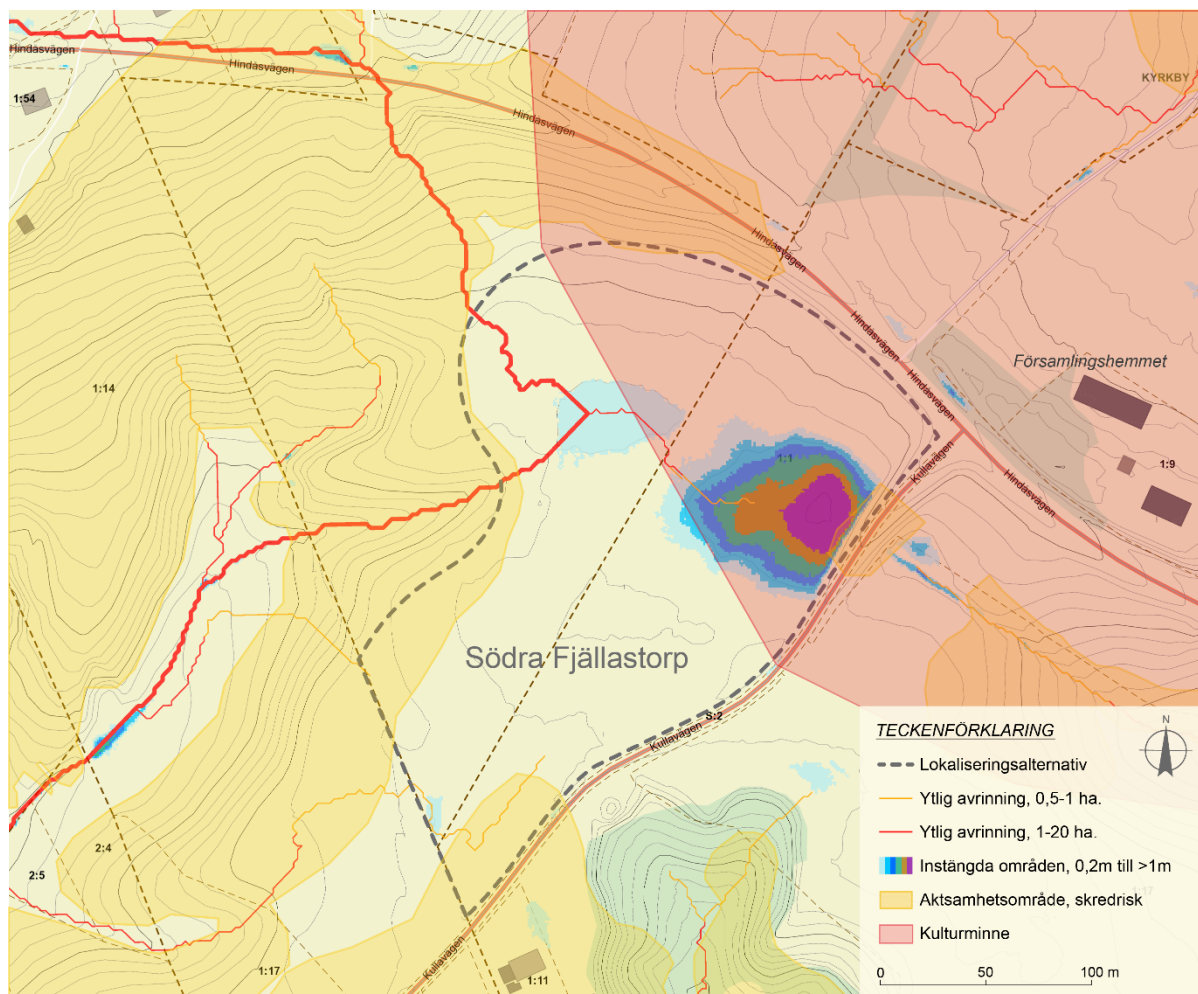 Hindåsvägen
Hindåsvägen
KYRKBY
1:54
Hindåsvägen
Hindåsvägen
Hindåsvägen
Församlingshemmet
1:14
Hindåsvägen
Kullavägen
1:1
1:9
Hindåsvägen
Södra Fjällastorp
S:2
Kullavägen
TECKENFÖRKLARING
N
Lokaliseringsalternativ
Ytlig avrinning, 0,5-1 ha.
Ytlig avrinning, 1-20 ha.
2:4
Instängda områden, 0,2m till >1m
2:5
1:17
Aktsamhetsområde, skredrisk
Kulturminne
Kullavägen
1:17
1:11
0 50 100 m